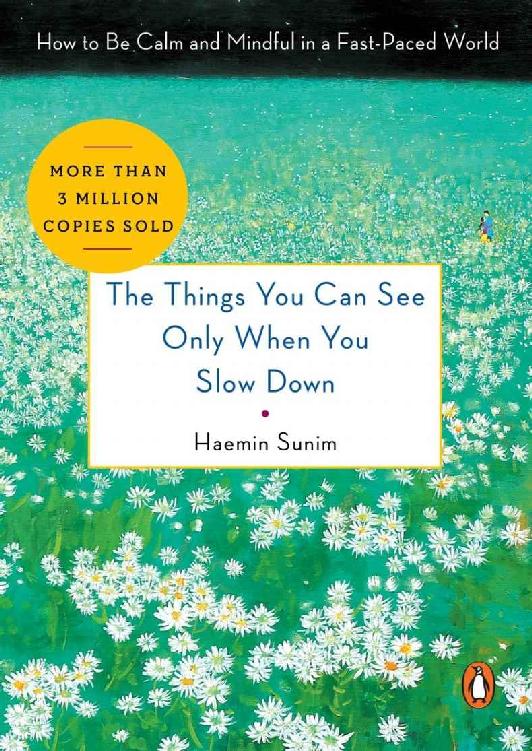 How to Be Calm and Mindful in a Fast-Paced World
MORE THAN
3 MILLION
COPIES SOLD
The Things You Can See
Only When You
Slow Down
Haemin Sunim